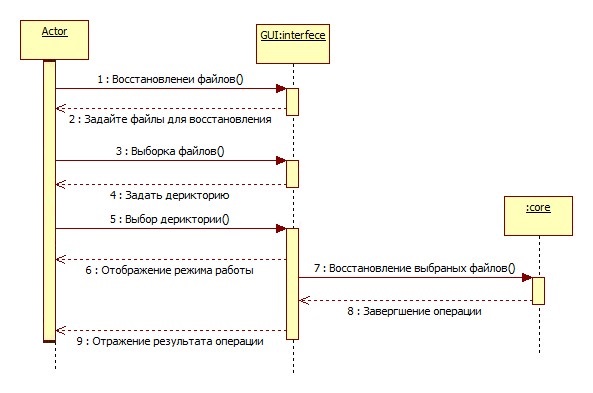 Actor
GUI:interfece
1 : Восстановленеи файлов()
2 : Задайте файлы для восстановления
3 : Выборка файлов()
4 : Задать дерикторию
:core
5 : Выбор дериктории()
6 : Отображение режима работы
7 : Восстановление выбраных файлов()
8 : Завергшение операции
9 : Отражение результата операции